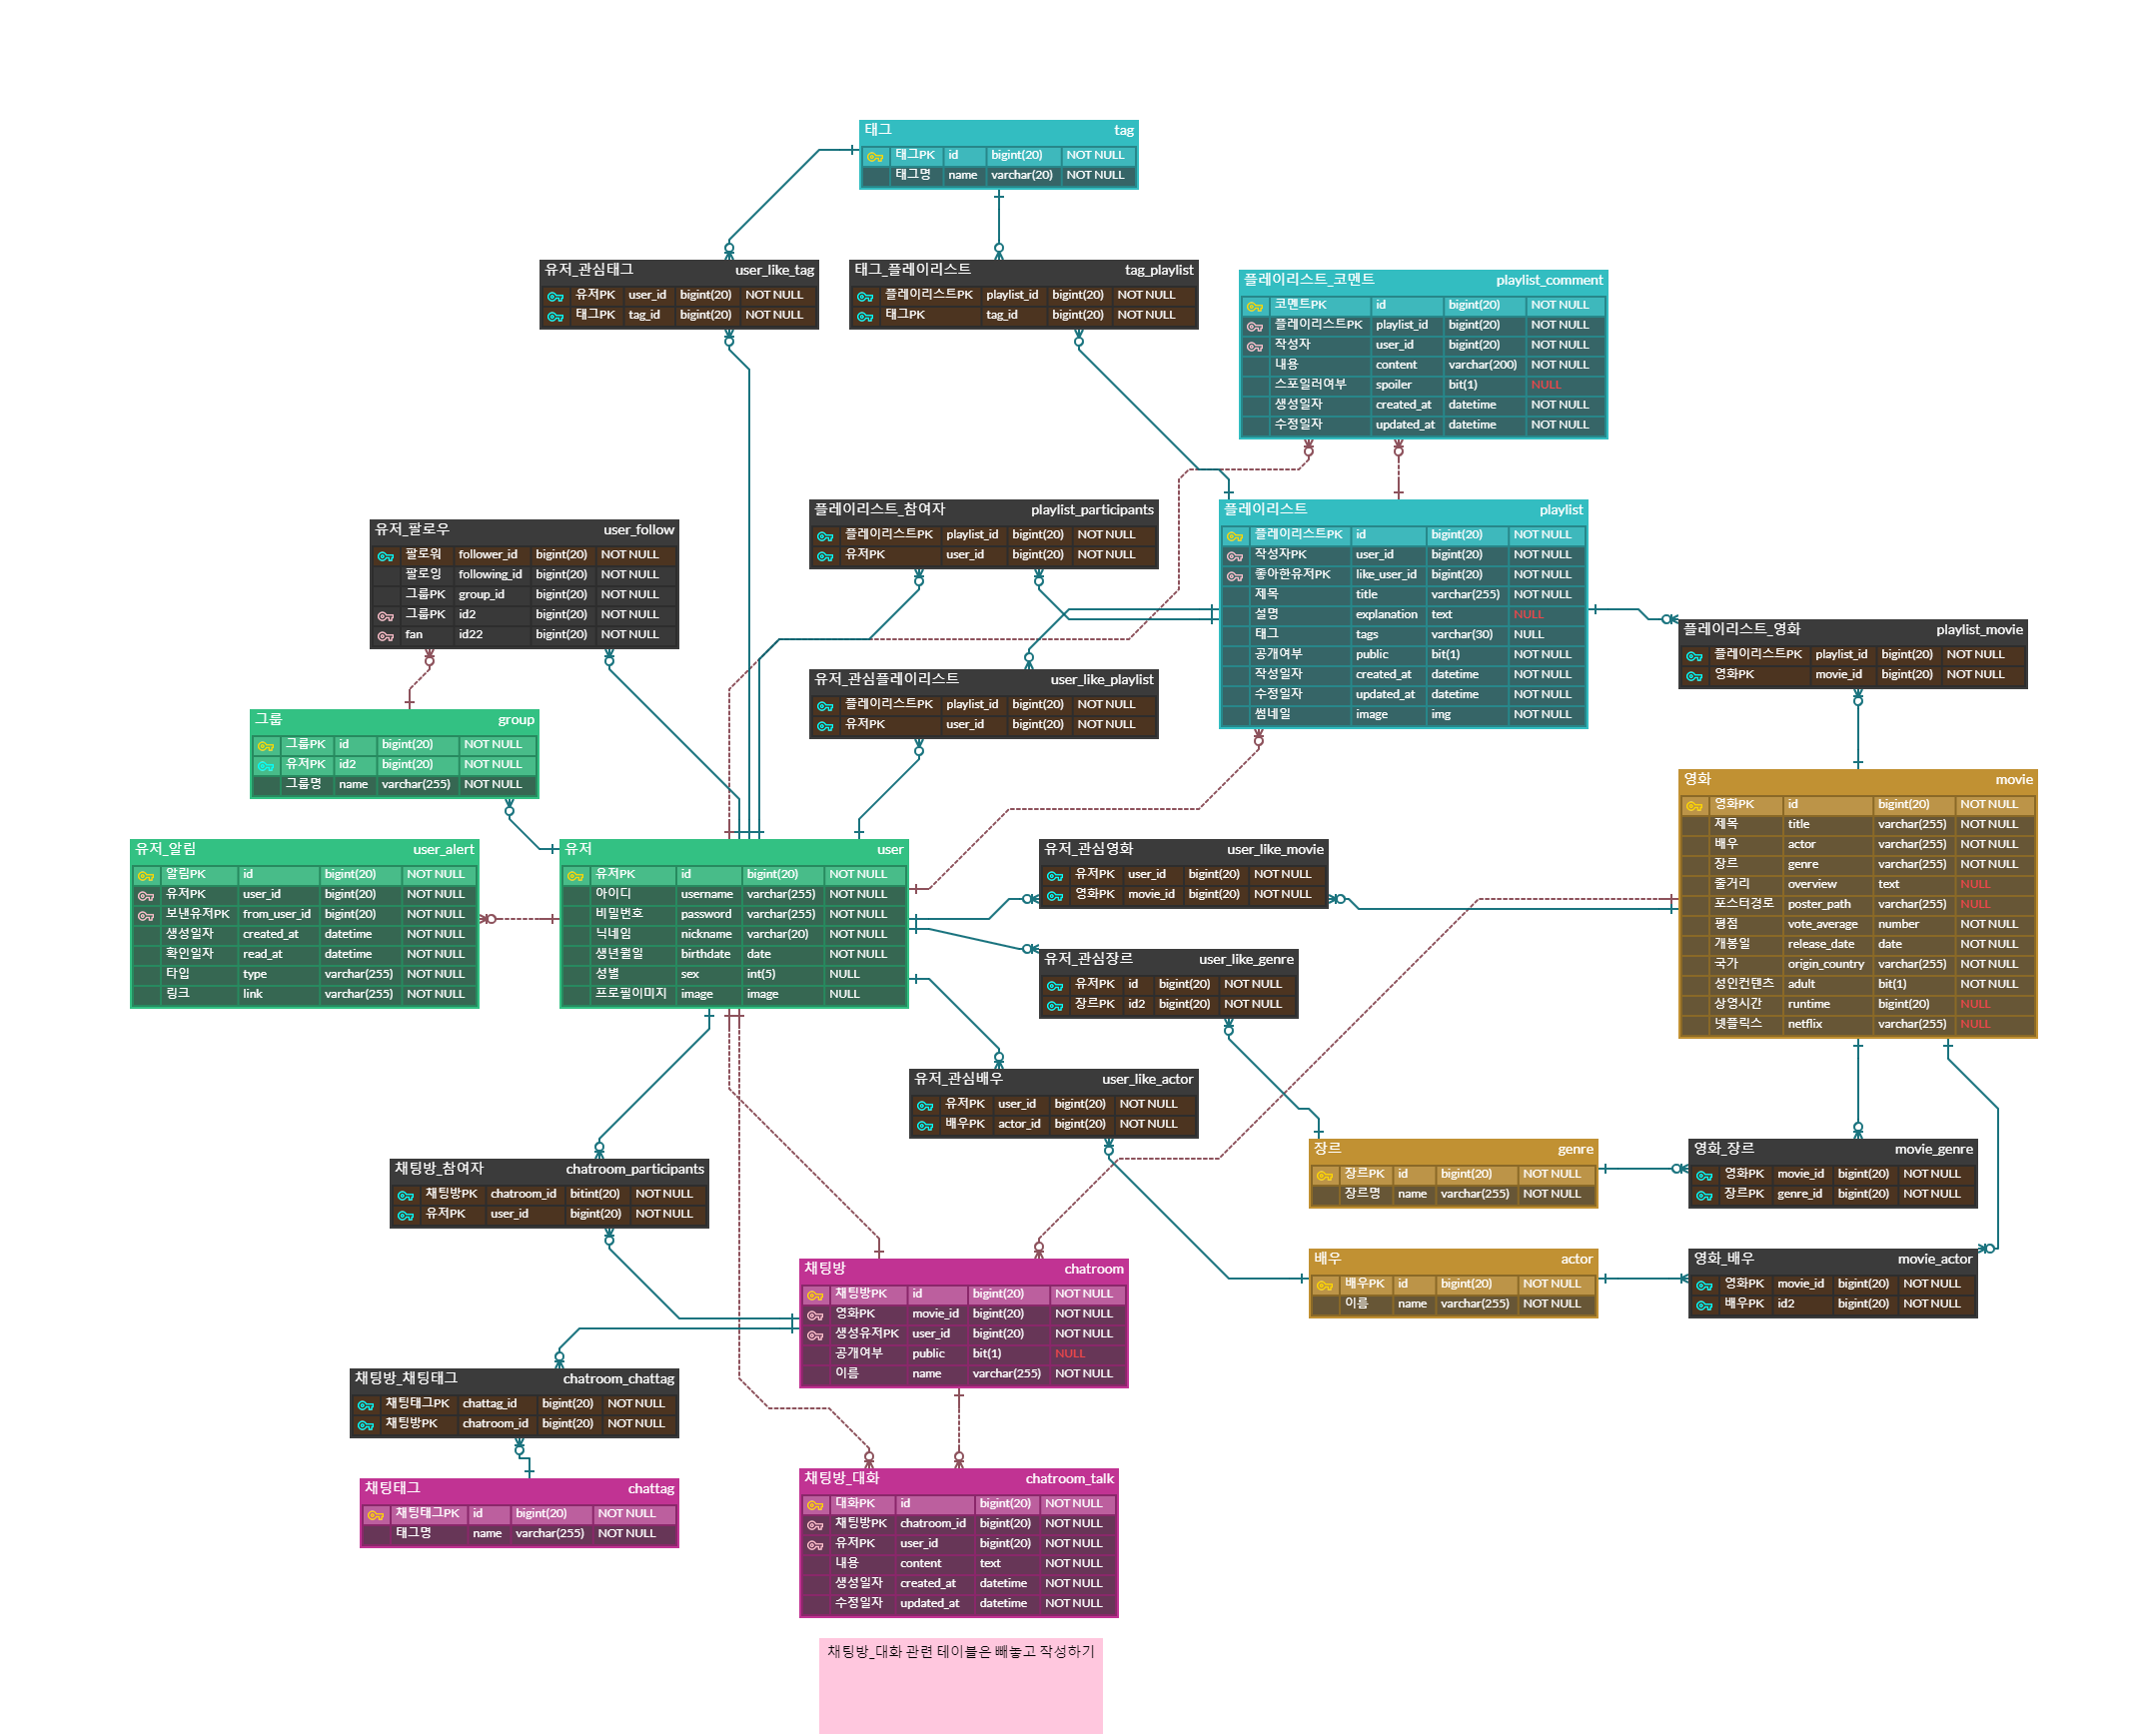 태그 tag
태그PK id bigint(20) NOT NULL
태그명 name varchar(20) NOT NULL
유저_관심태그 user_like_tag
유저PK user_id bigint(20) NOT NULL
태그PK tag_id bigint(20) NOT NULL
태그_플레이리스트 tag_playlist
플레이리스트PK playlist_id bigint(20) NOT NULL
태그PK tag_id bigint(20) NOT NULL
플레이리스트_코멘트 playlist_comment
코멘트PK id bigint(20) NOT NULL
플레이리스트PK playlist_id bigint(20) NOT NULL
작성자 user_id bigint(20) NOT NULL
내용 content varchar(200) NOT NULL
스포일러여부 spoiler bit(1) NULL
생성일자 created_at datetime NOT NULL
수정일자 updated_at datetime NOT NULL
유저_팔로우 user_follow
팔로워 follower_id bigint(20) NOT NULL
팔로잉 following_id bigint(20) NOT NULL
그룹PK group_id bigint(20) NOT NULL
그룹PK id2 bigint(20) NOT NULL
fan id22 bigint(20) NOT NULL
플레이리스트_참여자 playlist_participants
플레이리스트PK playlist_id bigint(20) NOT NULL
유저PK user_id bigint(20) NOT NULL
플레이리스트 playlist
플레이리스트PK id bigint(20) NOT NULL
작성자PK user_id bigint(20) NOT NULL
좋아한유저PK like_user_id bigint(20) NOT NULL
제목 title varchar(255) NOT NULL
설명 explanation text NULL
태그 tags varchar(30) NULL
공개여부 public bit(1) NOT NULL
작성일자 created_at datetime NOT NULL
수정일자 updated_at datetime NOT NULL
썸네일 image img NOT NULL
플레이리스트_영화 playlist_movie
플레이리스트PK playlist_id bigint(20) NOT NULL
영화PK movie_id bigint(20) NOT NULL
유저_관심플레이리스트 user_like_playlist
플레이리스트PK playlist_id bigint(20) NOT NULL
유저PK user_id bigint(20) NOT NULL
그룹 group
그룹PK id bigint(20) NOT NULL
유저PK id2 bigint(20) NOT NULL
그룹명 name varchar(255) NOT NULL
영화 movie
영화PK id bigint(20) NOT NULL
제목 title varchar(255) NOT NULL
배우 actor varchar(255) NOT NULL
장르 genre varchar(255) NOT NULL
줄거리 overview text NULL
포스터경로 poster_path varchar(255) NULL
평점 vote_average number NOT NULL
개봉일 release_date date NOT NULL
국가 origin_country varchar(255) NOT NULL
성인컨텐츠 adult bit(1) NOT NULL
상영시간 runtime bigint(20) NULL
넷플릭스 netflix varchar(255) NULL
유저_알림 user_alert
알림PK id bigint(20) NOT NULL
유저PK user_id bigint(20) NOT NULL
보낸유저PK from_user_id bigint(20) NOT NULL
생성일자 created_at datetime NOT NULL
확인일자 read_at datetime NOT NULL
타입 type varchar(255) NOT NULL
링크 link varchar(255) NOT NULL
유저 user
유저PK id bigint(20) NOT NULL
아이디 username varchar(255) NOT NULL
비밀번호 password varchar(255) NOT NULL
닉네임 nickname varchar(20) NOT NULL
생년월일 birthdate date NOT NULL
성별 sex int(5) NULL
프로필이미지 image image NULL
유저_관심영화 user_like_movie
유저PK user_id bigint(20) NOT NULL
영화PK movie_id bigint(20) NOT NULL
유저_관심장르 user_like_genre
유저PK id bigint(20) NOT NULL
장르PK id2 bigint(20) NOT NULL
유저_관심배우 user_like_actor
유저PK user_id bigint(20) NOT NULL
배우PK actor_id bigint(20) NOT NULL
장르 genre
장르PK id bigint(20) NOT NULL
장르명 name varchar(255) NOT NULL
영화_장르 movie_genre
영화PK movie_id bigint(20) NOT NULL
장르PK genre_id bigint(20) NOT NULL
채팅방_참여자 chatroom_participants
채팅방PK chatroom_id bitint(20) NOT NULL
유저PK user_id bigint(20) NOT NULL
배우 actor
배우PK id bigint(20) NOT NULL
이름 name varchar(255) NOT NULL
영화_배우 movie_actor
영화PK movie_id bigint(20) NOT NULL
배우PK id2 bigint(20) NOT NULL
채팅방 chatroom
채팅방PK id bigint(20) NOT NULL
영화PK movie_id bigint(20) NOT NULL
생성유저PK user_id bigint(20) NOT NULL
공개여부 public bit(1) NULL
이름 name varchar(255) NOT NULL
채팅방_채팅태그 chatroom_chattag
채팅태그PK chattag_id bigint(20) NOT NULL
채팅방PK chatroom_id bigint(20) NOT NULL
채팅태그 chattag
채팅태그PK id bigint(20) NOT NULL
태그명 name varchar(255) NOT NULL
채팅방_대화 chatroom_talk
대화PK id bigint(20) NOT NULL
채팅방PK chatroom_id bigint(20) NOT NULL
유저PK user_id bigint(20) NOT NULL
내용 content text NOT NULL
생성일자 created_at datetime NOT NULL
수정일자 updated_at datetime NOT NULL
채팅방_대화 관련 테이블은 빼놓고 작성하기